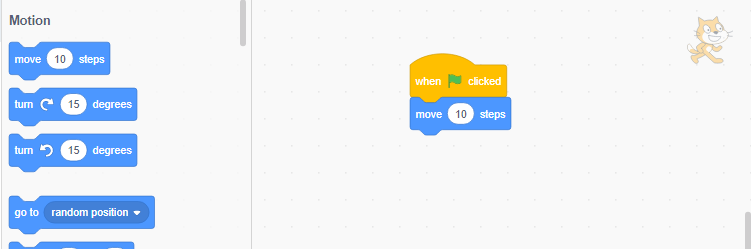 Motion
move 10 steps
turn 15 degrees
turn 15 degrees
go to random position
when clicked
move 10 steps